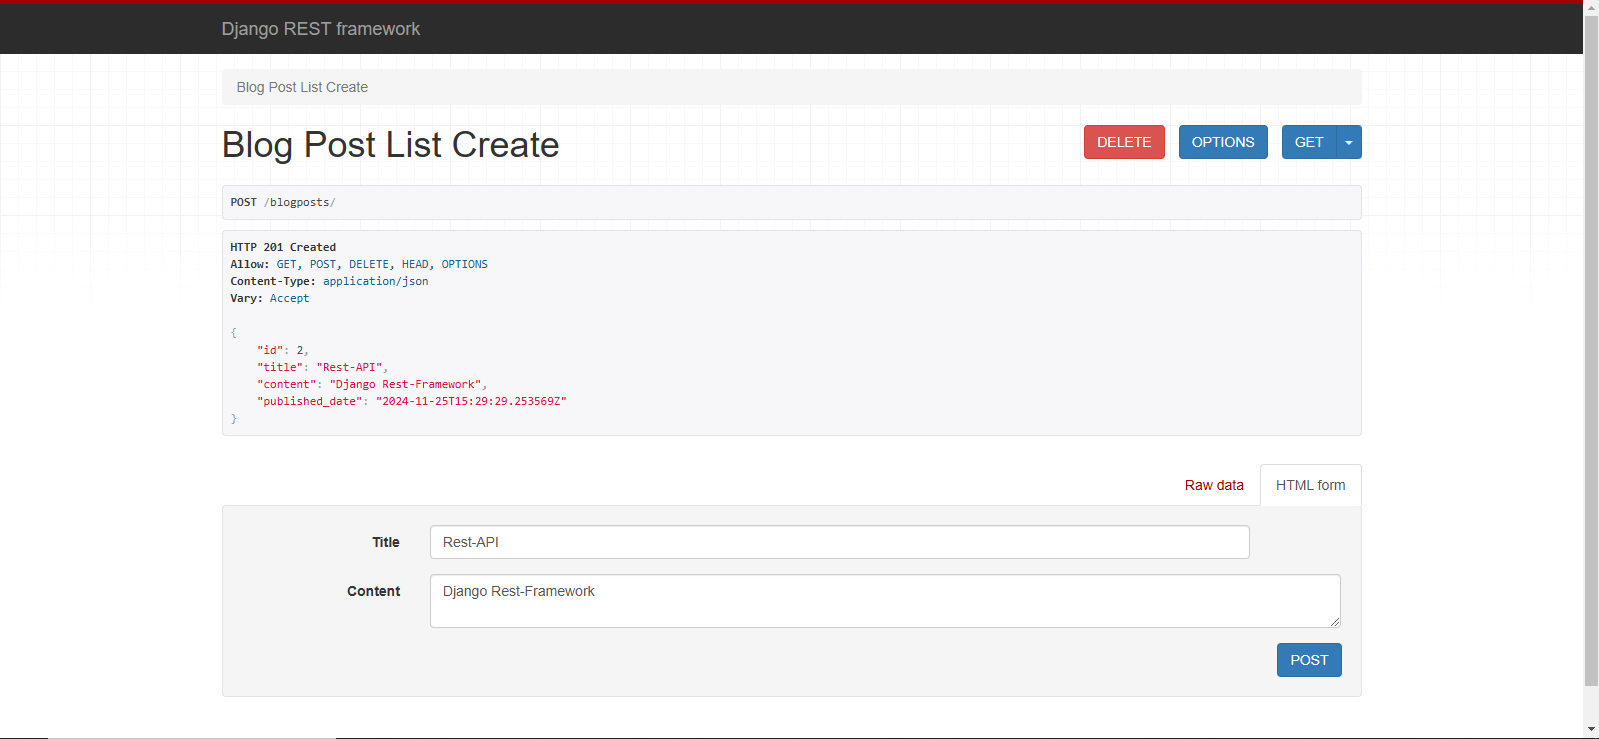 Django REST framework
Blog Post List Create
Blog Post List Create
DELETE
OPTIONS
GET
POST /blogposts/
HTTP 201 Created
Allow: GET, POST, DELETE, HEAD, OPTIONS
Content-Type: application/json
Vary: Accept
{
    "id": 2,
    "title": "Rest-API",
    "content": "Django Rest-Framework",
    "published_date": "2024-11-25T15:29:29.253569Z"
}
Raw data
HTML form
Title
Rest-API
Content
Django Rest-Framework
POST